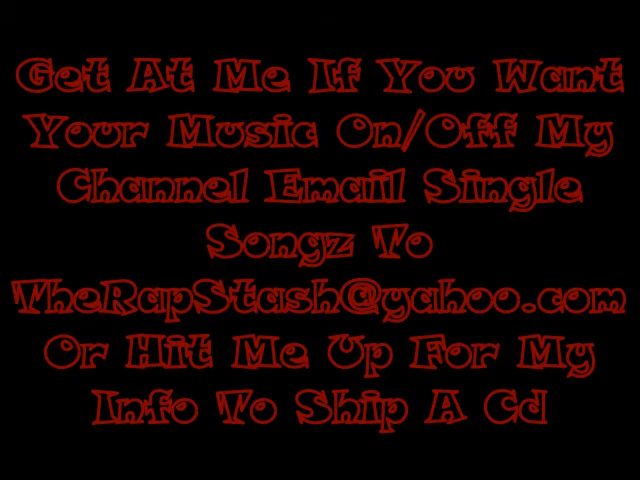 Get At Me If You Want
Your Music On/Off My
Channel Email Single
Songz To
TheRapStash@yahoo.com
Or Hit Me Up For My
Info To Ship A Cd